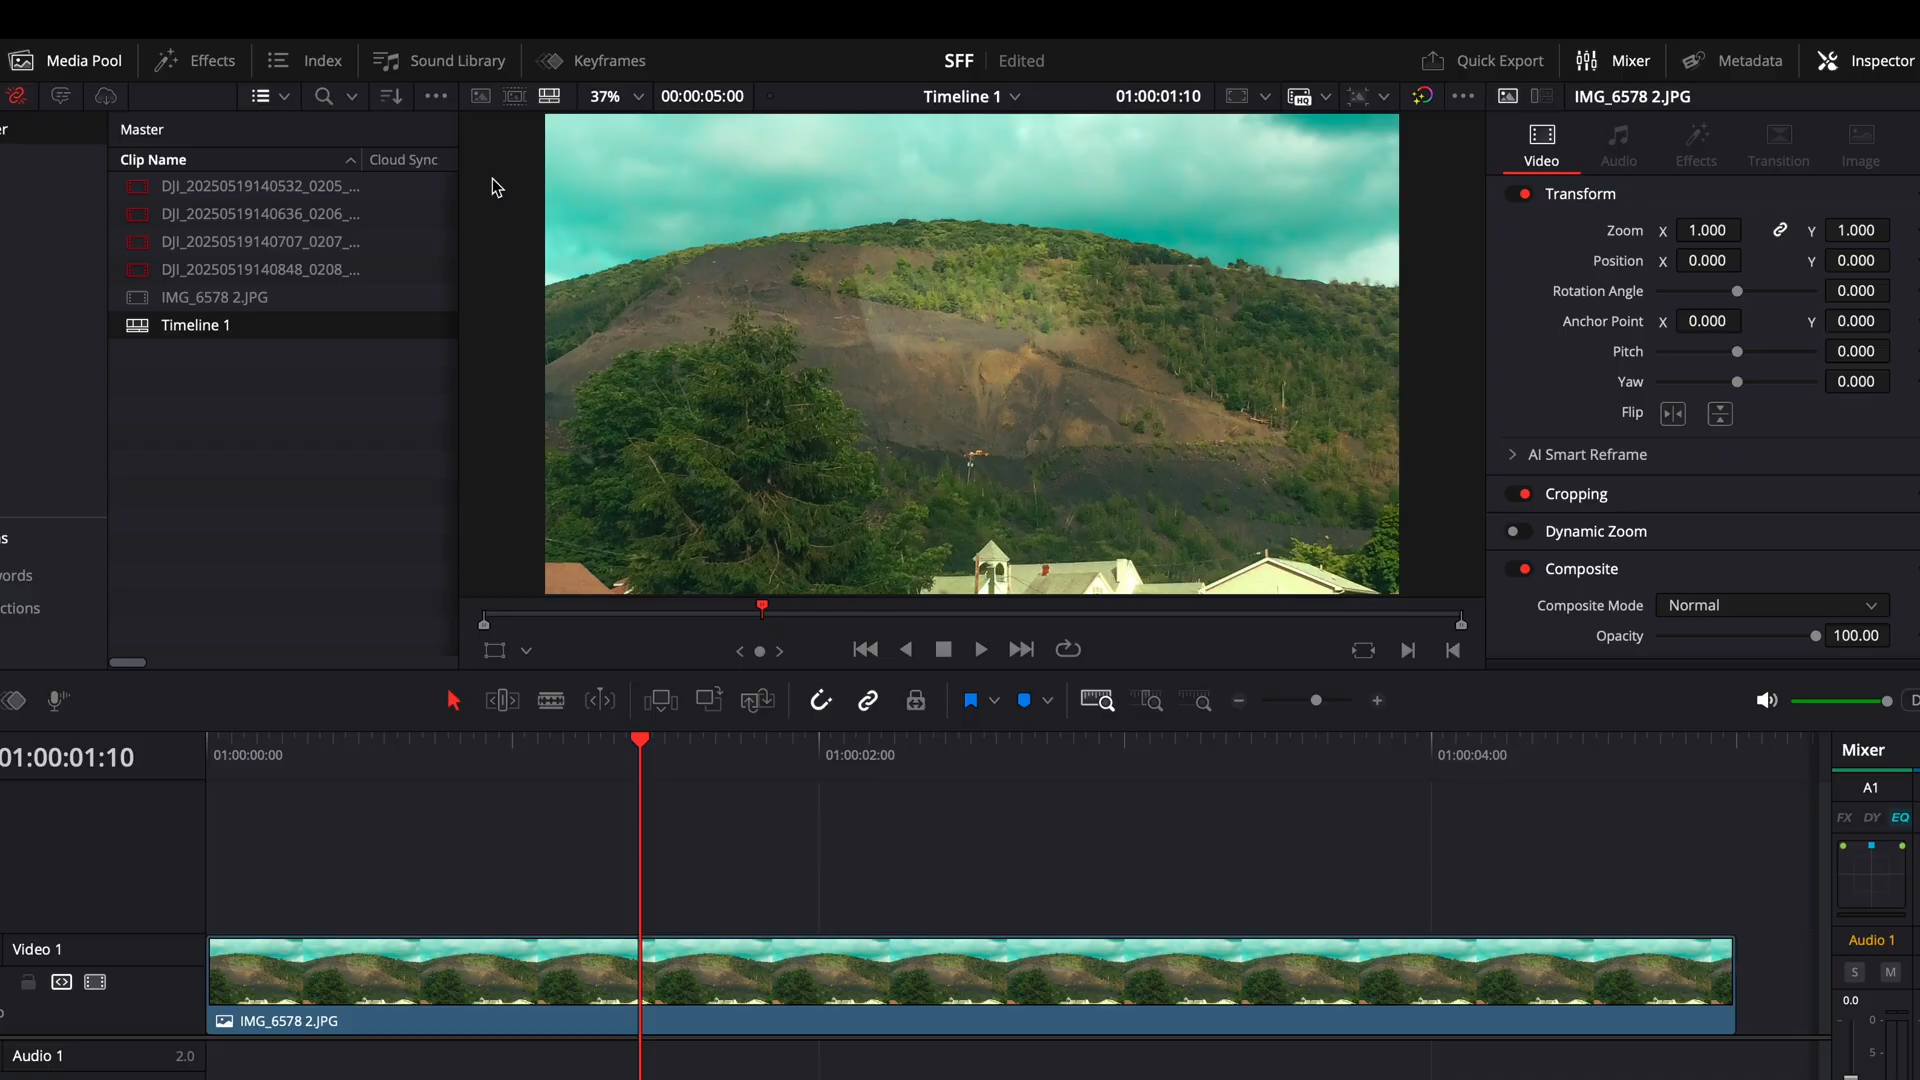 Media Pool Effects Index Sound Library Keyframes SFF Edited Quick Export Mixer Metadata Inspector
37% 00:00:05:00 Timeline 1 01:00:01:10 HQ IMG_6578 2.JPG
r Master
Clip Name Cloud Sync
Video Audio Effects Transition Image
DJI_20250519140532_0205_...
DJI_20250519140636_0206_...
DJI_20250519140707_0207_...
DJI_20250519140848_0208_...
IMG_6578 2.JPG
Timeline 1
Transform
Zoom X 1.000 Y 1.000
Position X 0.000 Y 0.000
Rotation Angle 0.000
Anchor Point X 0.000 Y 0.000
Pitch 0.000
Yaw 0.000
Flip
AI Smart Reframe
Cropping
Dynamic Zoom
Composite
Composite Mode Normal
Opacity 100.00
s
vords
ctions
D
01:00:01:10 01:00:00:00 01:00:02:00 01:00:04:00
Mixer
A1
FX DY EQ
Audio 1
S M
0.0
0
5
Video 1
IMG_6578 2.JPG
Audio 1 2.0